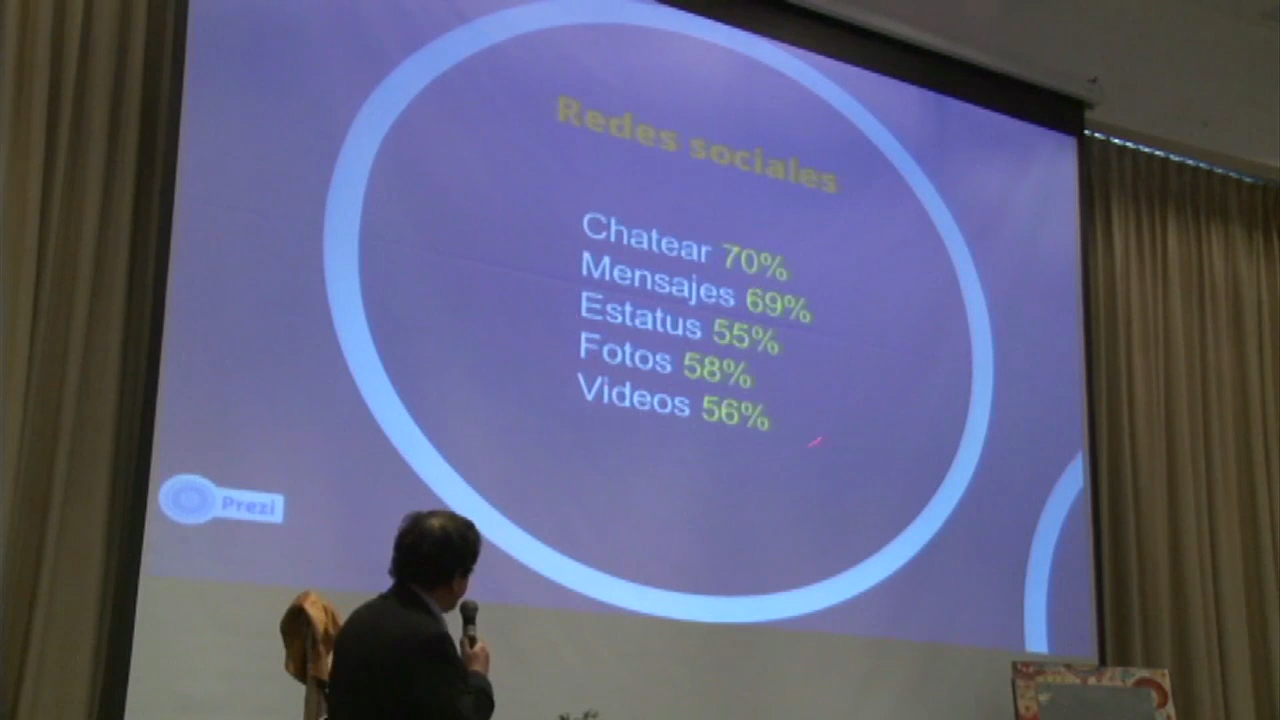 Redes sociales
Chatear 70%
Mensajes 69%
Estatus 55%
Fotos 58%
Videos 56%
Prezi